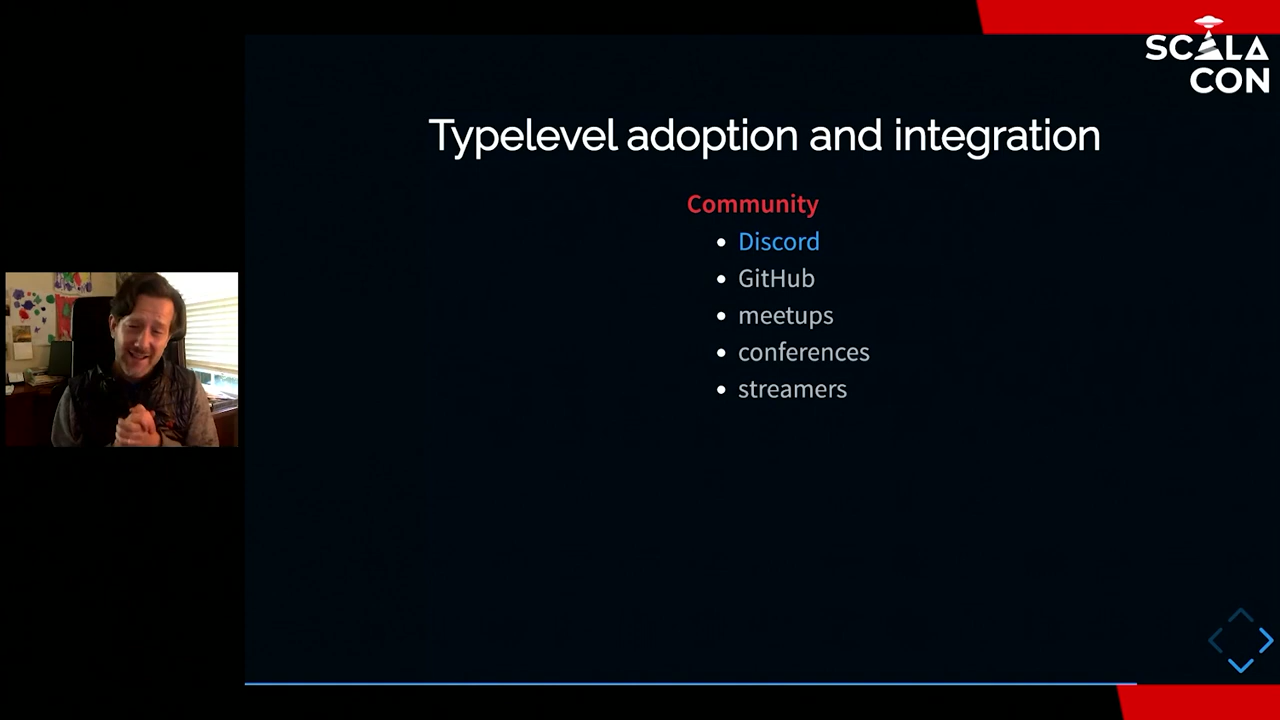 SCALA
CON
Typelevel adoption and integration
Community
Discord
GitHub
meetups
conferences
streamers